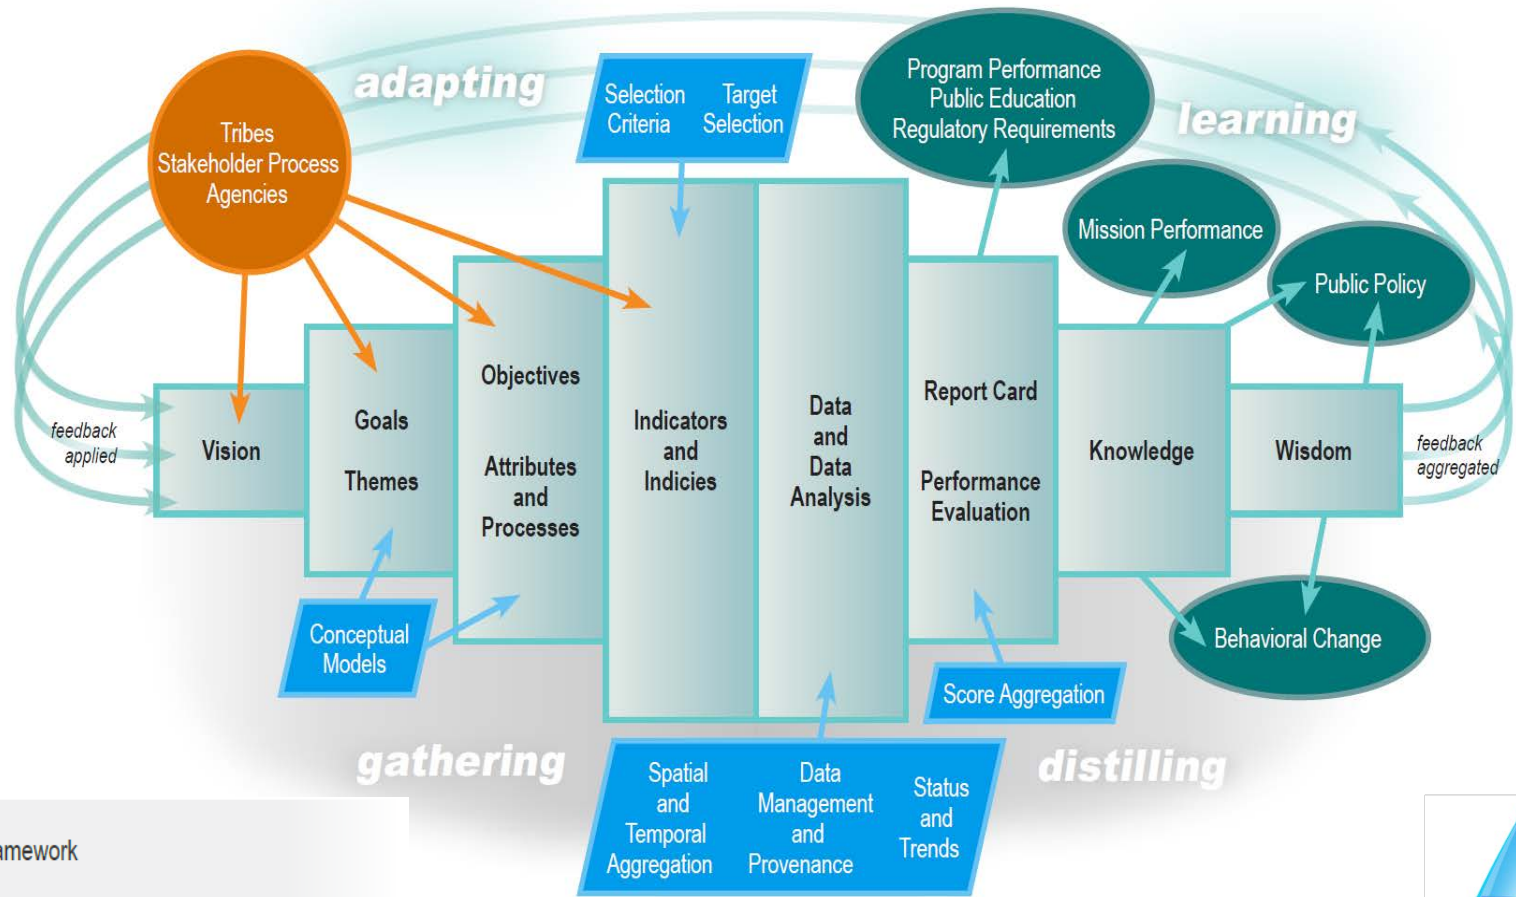 adapting
learning
Tribes
Stakeholder Process
Agencies
Selection
Criteria
Target
Selection
Program Performance
Public Education
Regulatory Requirements
Mission Performance
Public Policy
feedback
applied
Vision
Goals
Themes
Objectives
Attributes
and
Processes
Indicators
and
Indicies
Data
and
Data
Analysis
Report Card
Performance
Evaluation
Knowledge
Wisdom
feedback
aggregated
Conceptual
Models
Behavioral Change
Score Aggregation
gathering
distilling
Spatial
and
Temporal
Aggregation
Data
Management
and
Provenance
Status
and
Trends
amework